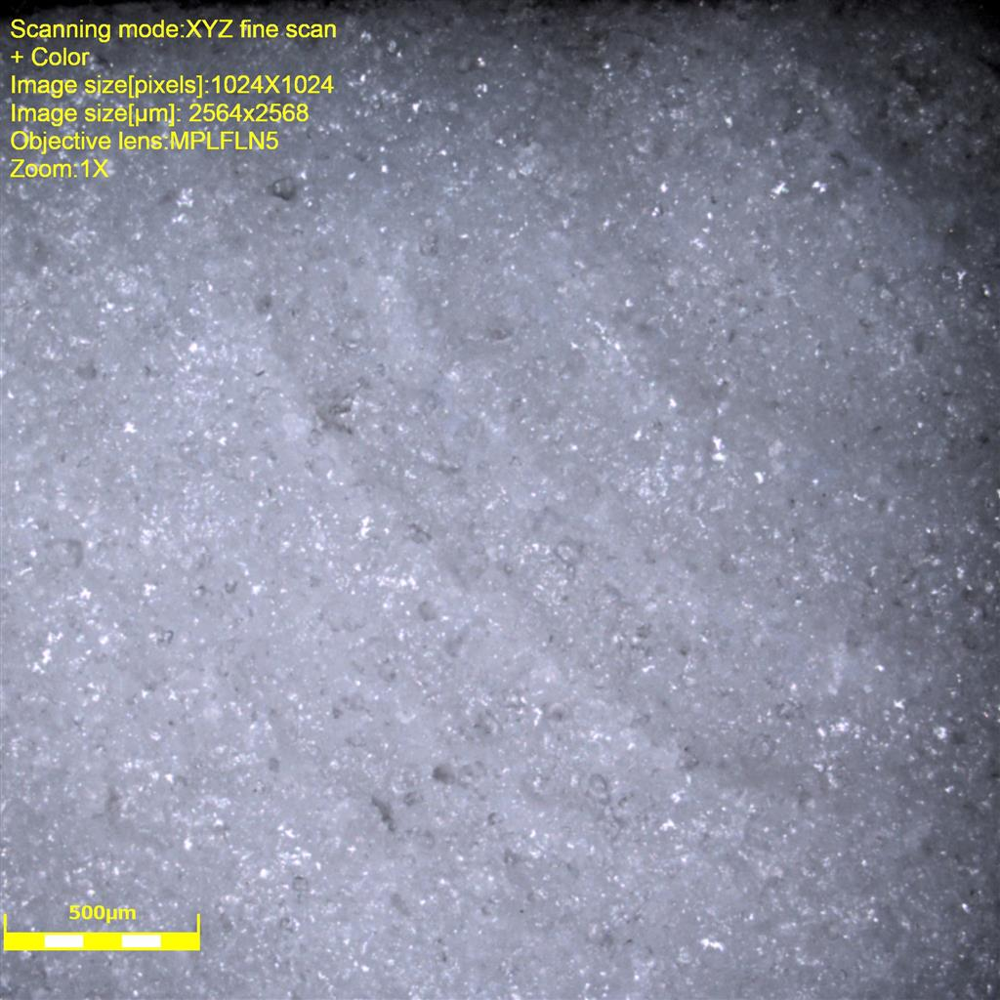 Scanning mode:XYZ fine scan
+ Color
Image size[pixels]:1024X1024
Image size[µm]: 2564x2568
Objective lens:MPLFLN5
Zoom:1X
500µm